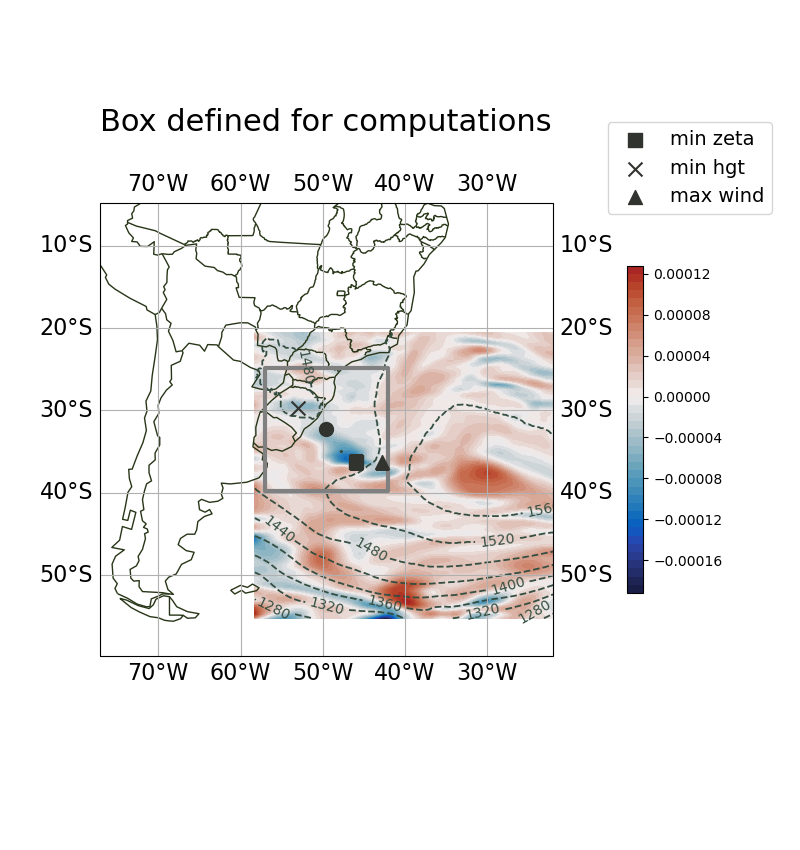 Box defined for computations
min zeta
min hgt
max wind
70°W 60°W 50°W 40°W 30°W
10°S 10°S
20°S 20°S
30°S 30°S
40°S 40°S
50°S 50°S
70°W 60°W 50°W 40°W 30°W
0.00012
0.00008
0.00004
0.00000
−0.00004
−0.00008
−0.00012
−0.00016
1480
156
1440
1480
1520
1400
1280
1320
1360
1320
1280